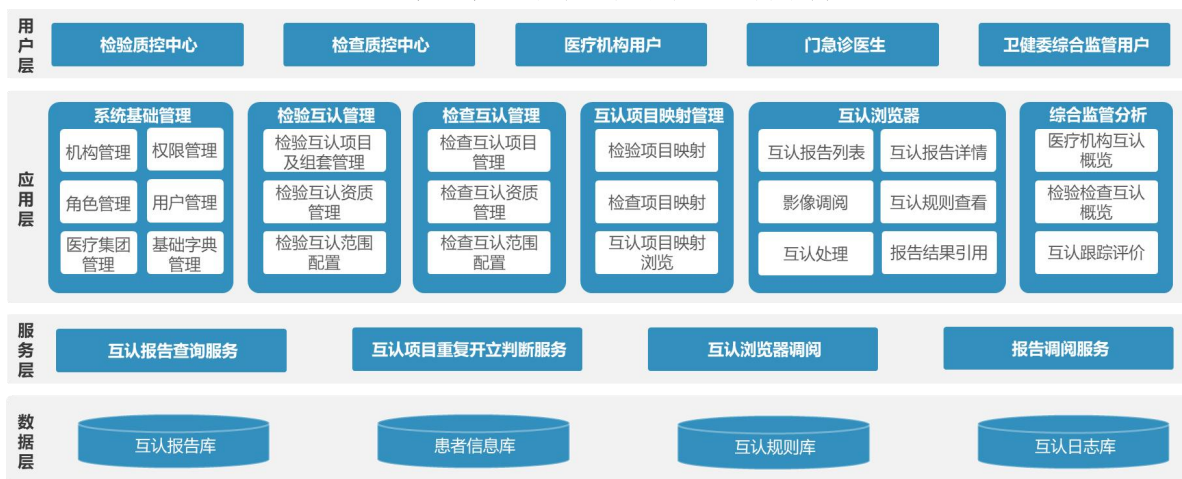 用户层
检验质控中心
检查质控中心
医疗机构用户
门急诊医生
卫健委综合监管用户
应用层
系统基础管理
机构管理
权限管理
角色管理
用户管理
医疗集团
管理
基础字典
管理
检验互认管理
检验互认项目
及组套管理
检验互认资质
管理
检验互认范围
配置
检查互认管理
检查互认项目
管理
检查互认资质
管理
检查互认范围
配置
互认项目映射管理
检验项目映射
检查项目映射
互认项目映射
浏览
互认浏览器
互认报告列表
互认报告详情
影像调阅
互认规则查看
互认处理
报告结果引用
综合监管分析
医疗机构互认
概览
检验检查互认
概览
互认跟踪评价
服务层
互认报告查询服务
互认项目重复开立判断服务
互认浏览器调阅
报告调阅服务
数据层
互认报告库
患者信息库
互认规则库
互认日志库